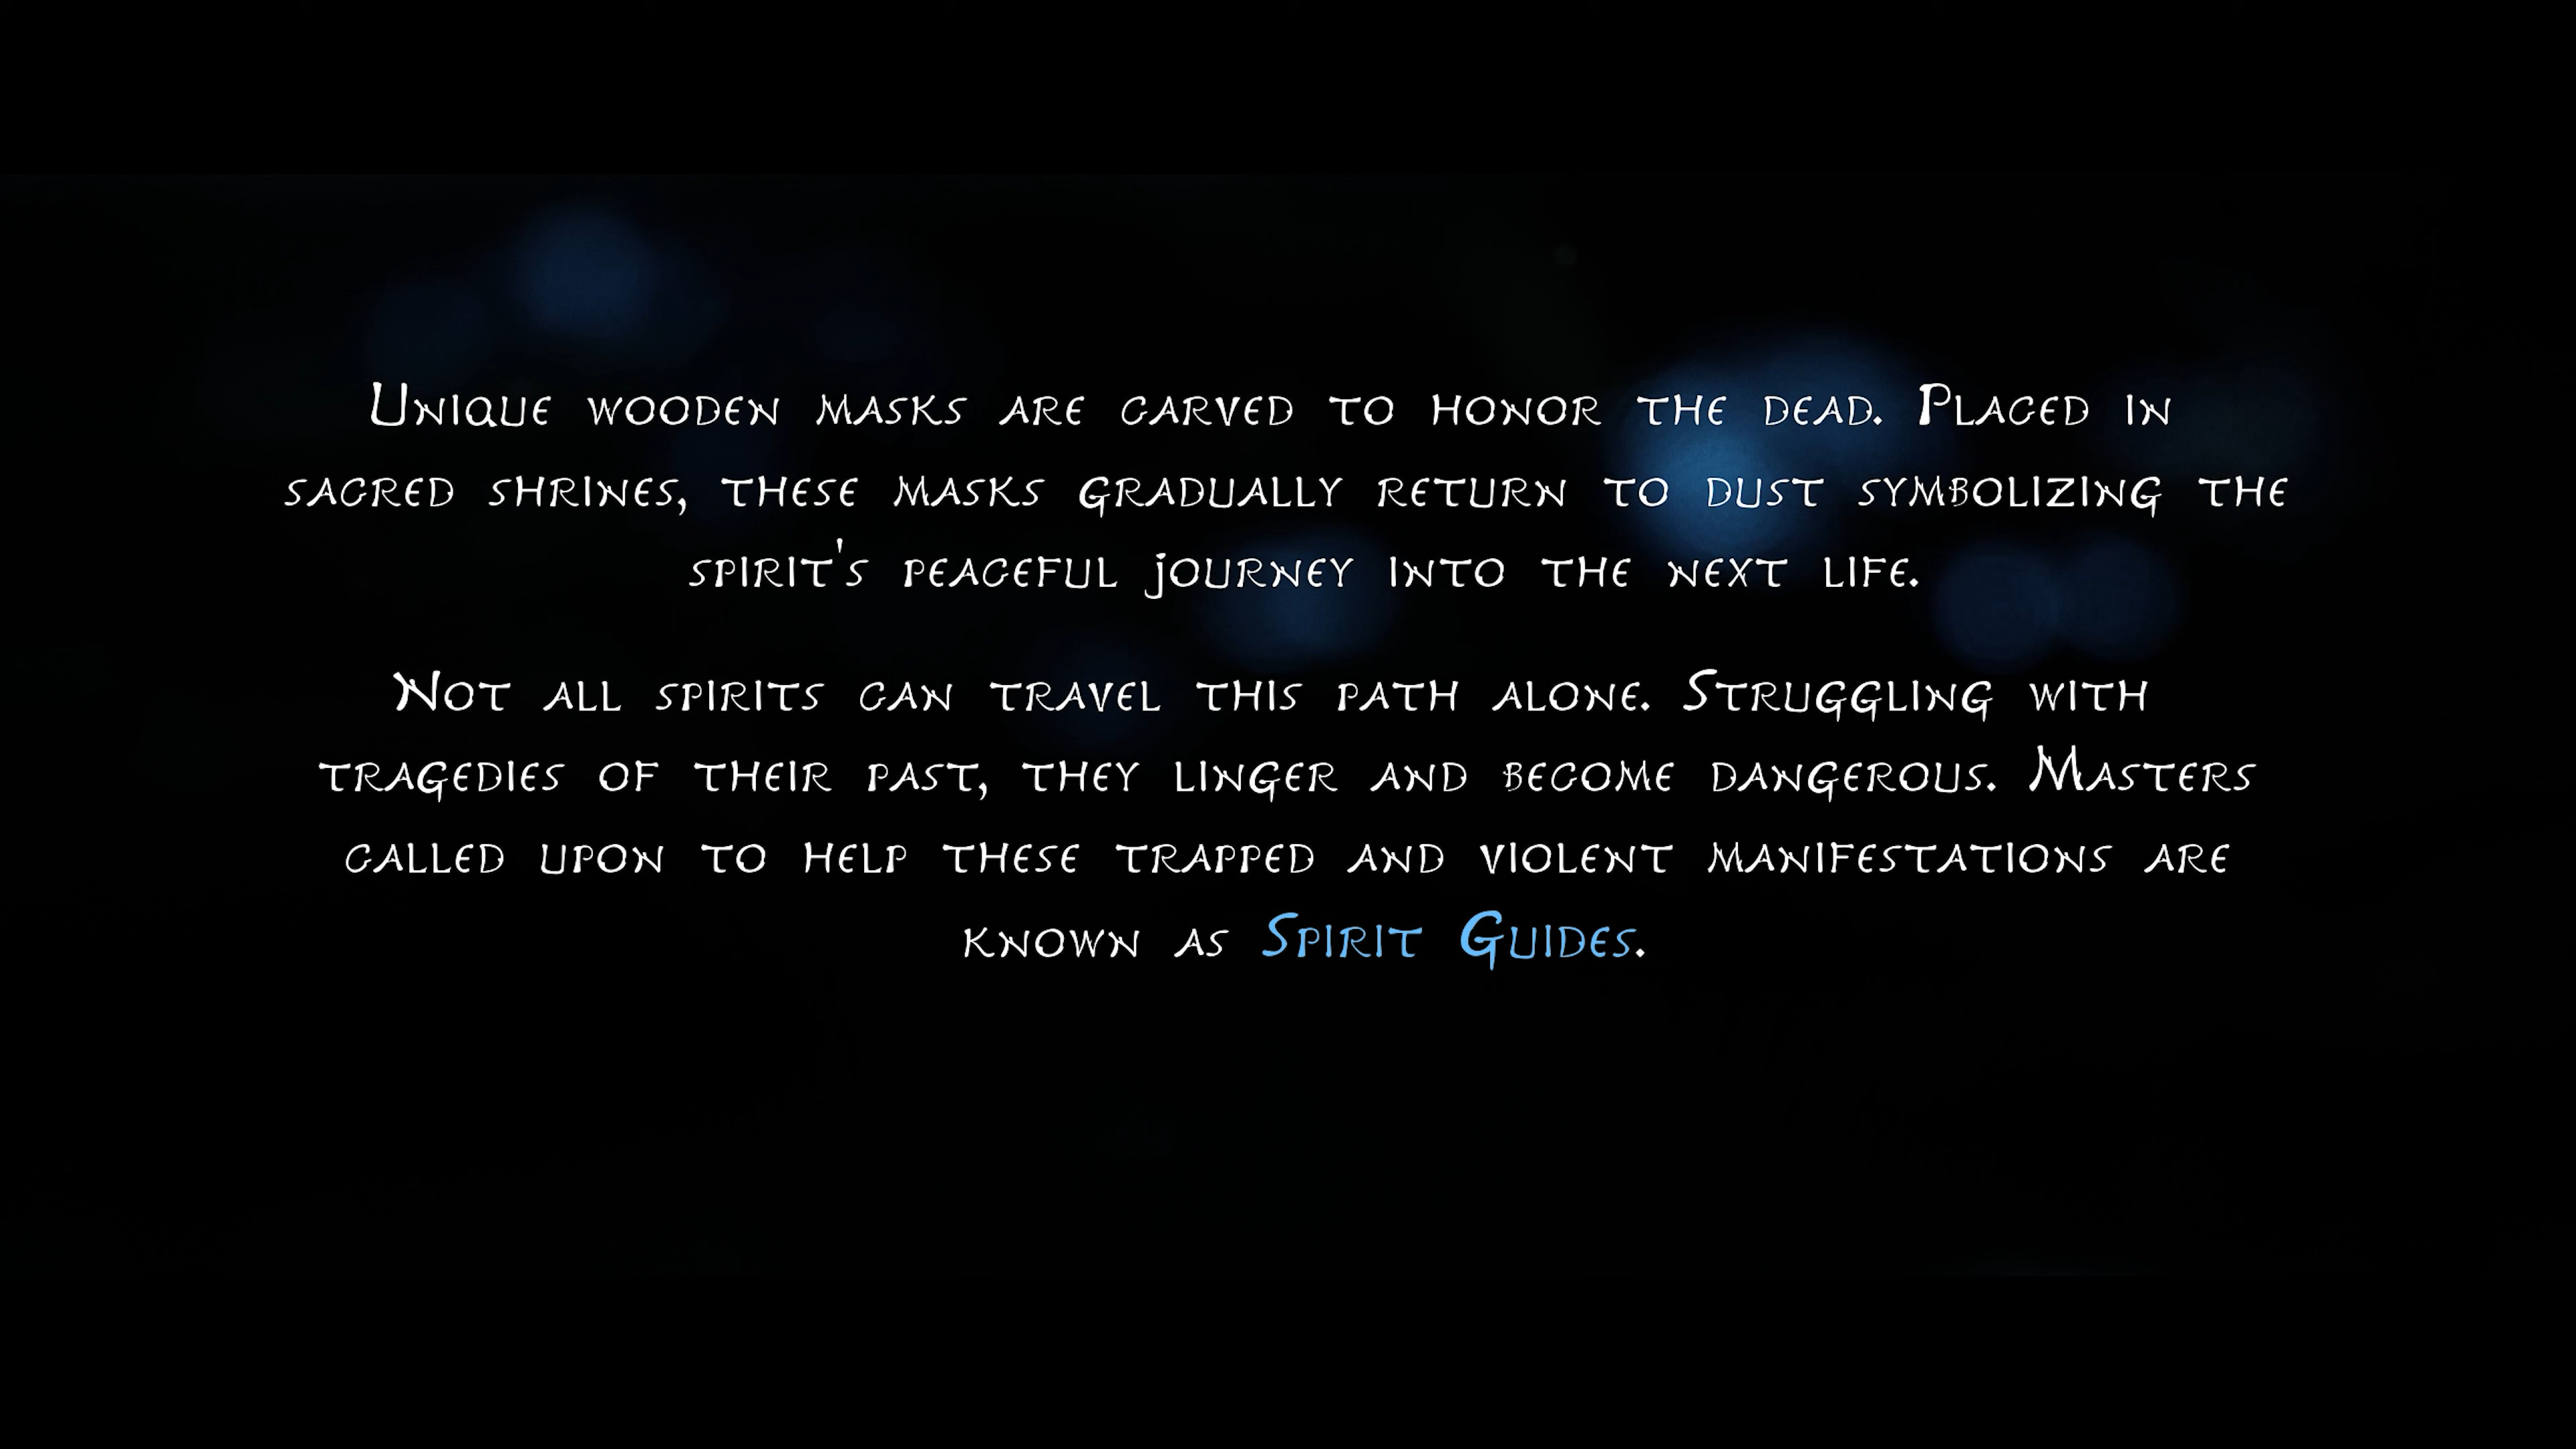 Unique wooden masks are carved to honor the dead. Placed in
sacred shrines, these masks gradually return to dust symbolizing the
spirit's peaceful journey into the next life.
Not all spirits can travel this path alone. Struggling with
tragedies of their past, they linger and become dangerous. Masters
called upon to help these trapped and violent manifestations are
known as Spirit Guides.